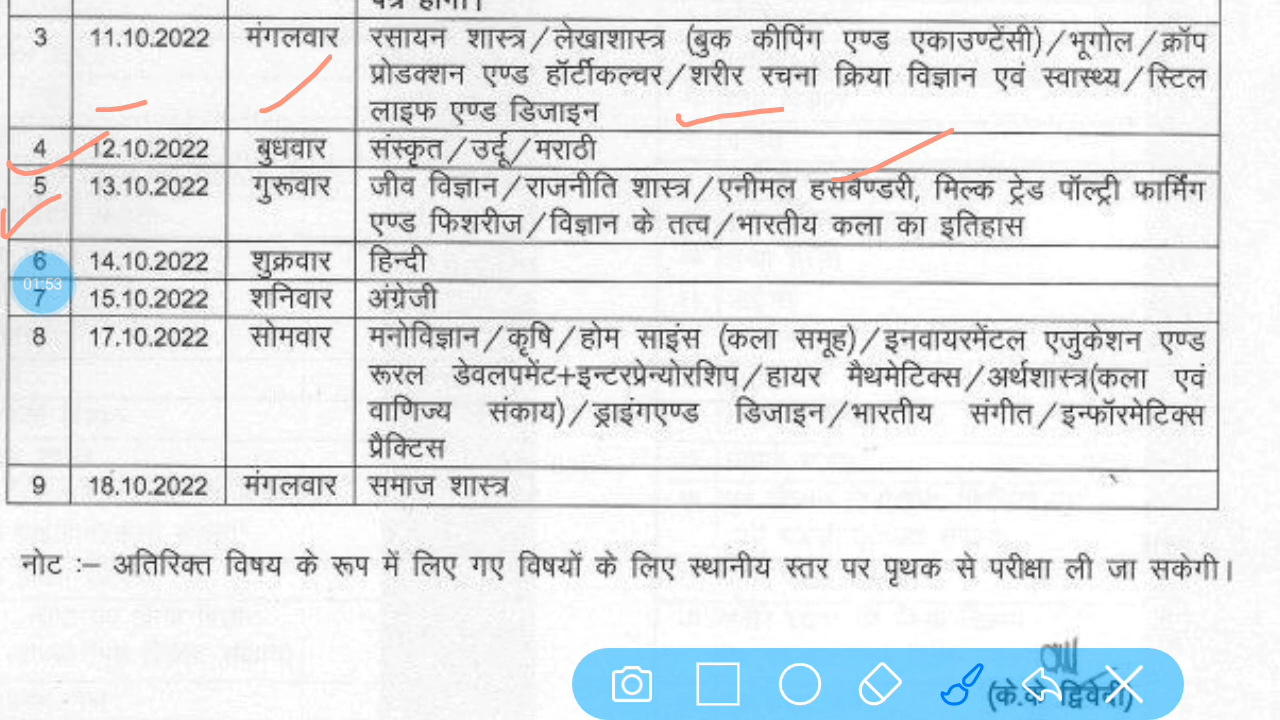 पत्र होगा।
3 11.10.2022 मंगलवार रसायन शास्त्र/लेखाशास्त्र (बुक कीपिंग एण्ड एकाउण्टेंसी)/भूगोल/क्रॉप
प्रोडक्शन एण्ड हॉर्टीकल्चर/शरीर रचना क्रिया विज्ञान एवं स्वास्थ्य/स्टिल
लाइफ एण्ड डिजाइन
4 12.10.2022 बुधवार संस्कृत/उर्दू/मराठी
5 13.10.2022 गुरूवार जीव विज्ञान/राजनीति शास्त्र/एनीमल हसबैण्डरी, मिल्क ट्रेड पॉल्ट्री फार्मिंग
एण्ड फिशरीज/विज्ञान के तत्व/भारतीय कला का इतिहास
6 14.10.2022 शुक्रवार हिन्दी
01:53
7 15.10.2022 शनिवार अंग्रेजी
8 17.10.2022 सोमवार मनोविज्ञान/कृषि/होम साइंस (कला समूह)/इनवायरमेंटल एजुकेशन एण्ड
रूरल डेवलपमेंट+इन्टरप्रेन्योरशिप/हायर मैथमेटिक्स/अर्थशास्त्र(कला एवं
वाणिज्य संकाय)/ड्राइंगएण्ड डिजाइन/भारतीय संगीत/इन्फॉरमेटिक्स
प्रैक्टिस
9 18.10.2022 मंगलवार समाज शास्त्र
नोट :– अतिरिक्त विषय के रूप में लिए गए विषयों के लिए स्थानीय स्तर पर पृथक से परीक्षा ली जा सकेगी।
(के.के द्विवेदी)